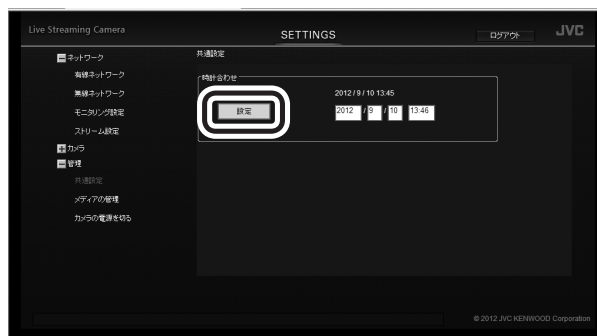 Live Streaming Camera
SETTINGS
ログアウト
JVC
ネットワーク
有線ネットワーク
無線ネットワーク
モニタリング設定
ストリーム設定
カメラ
管理
共通設定
メディアの管理
カメラの電源を切る
共通設定
時計合わせ
2012 / 9 / 10 13:45
設定
2012 / 9 / 10 13:46
© 2012 JVC KENWOOD Corporation